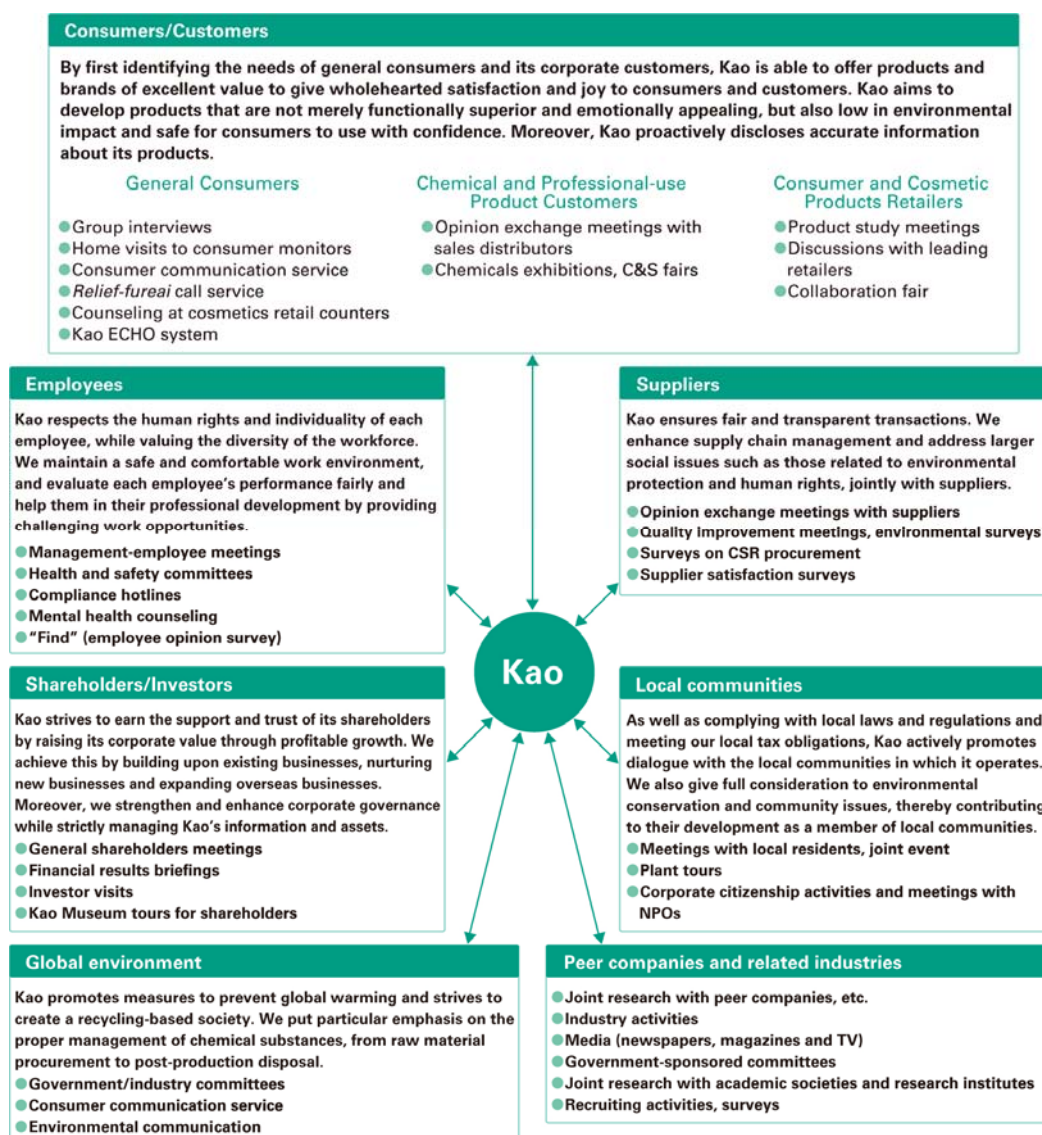 Consumers/Customers
By first identifying the needs of general consumers and its corporate customers, Kao is able to offer products and
brands of excellent value to give wholehearted satisfaction and joy to consumers and customers. Kao aims to
develop products that are not merely functionally superior and emotionally appealing, but also low in environmental
impact and safe for consumers to use with confidence. Moreover, Kao proactively discloses accurate information
about its products.
General Consumers
●Group interviews
●Home visits to consumer monitors
●Consumer communication service
●Relief-fureai call service
●Counseling at cosmetics retail counters
●Kao ECHO system
Chemical and Professional-use
Product Customers
●Opinion exchange meetings with
sales distributors
●Chemicals exhibitions, C&S fairs
Consumer and Cosmetic
Products Retailers
●Product study meetings
●Discussions with leading
retailers
●Collaboration fair
Employees
Kao respects the human rights and individuality of each
employee, while valuing the diversity of the workforce.
We maintain a safe and comfortable work environment,
and evaluate each employee's performance fairly and
help them in their professional development by providing
challenging work opportunities.
●Management-employee meetings
●Health and safety committees
●Compliance hotlines
●Mental health counseling
●"Find" (employee opinion survey)
Suppliers
Kao ensures fair and transparent transactions. We
enhance supply chain management and address larger
social issues such as those related to environmental
protection and human rights, jointly with suppliers.
●Opinion exchange meetings with suppliers
●Quality improvement meetings, environmental surveys
●Surveys on CSR procurement
●Supplier satisfaction surveys
Kao
Shareholders/Investors
Kao strives to earn the support and trust of its shareholders
by raising its corporate value through profitable growth. We
achieve this by building upon existing businesses, nurturing
new businesses and expanding overseas businesses.
Moreover, we strengthen and enhance corporate governance
while strictly managing Kao's information and assets.
●General shareholders meetings
●Financial results briefings
●Investor visits
●Kao Museum tours for shareholders
Local communities
As well as complying with local laws and regulations and
meeting our local tax obligations, Kao actively promotes
dialogue with the local communities in which it operates.
We also give full consideration to environmental
conservation and community issues, thereby contributing
to their development as a member of local communities.
●Meetings with local residents, joint event
●Plant tours
●Corporate citizenship activities and meetings with
NPOs
Global environment
Kao promotes measures to prevent global warming and strives to
create a recycling-based society. We put particular emphasis on the
proper management of chemical substances, from raw material
procurement to post-production disposal.
●Government/industry committees
●Consumer communication service
●Environmental communication
Peer companies and related industries
●Joint research with peer companies, etc.
●Industry activities
●Media (newspapers, magazines and TV)
●Government-sponsored committees
●Joint research with academic societies and research institutes
●Recruiting activities, surveys